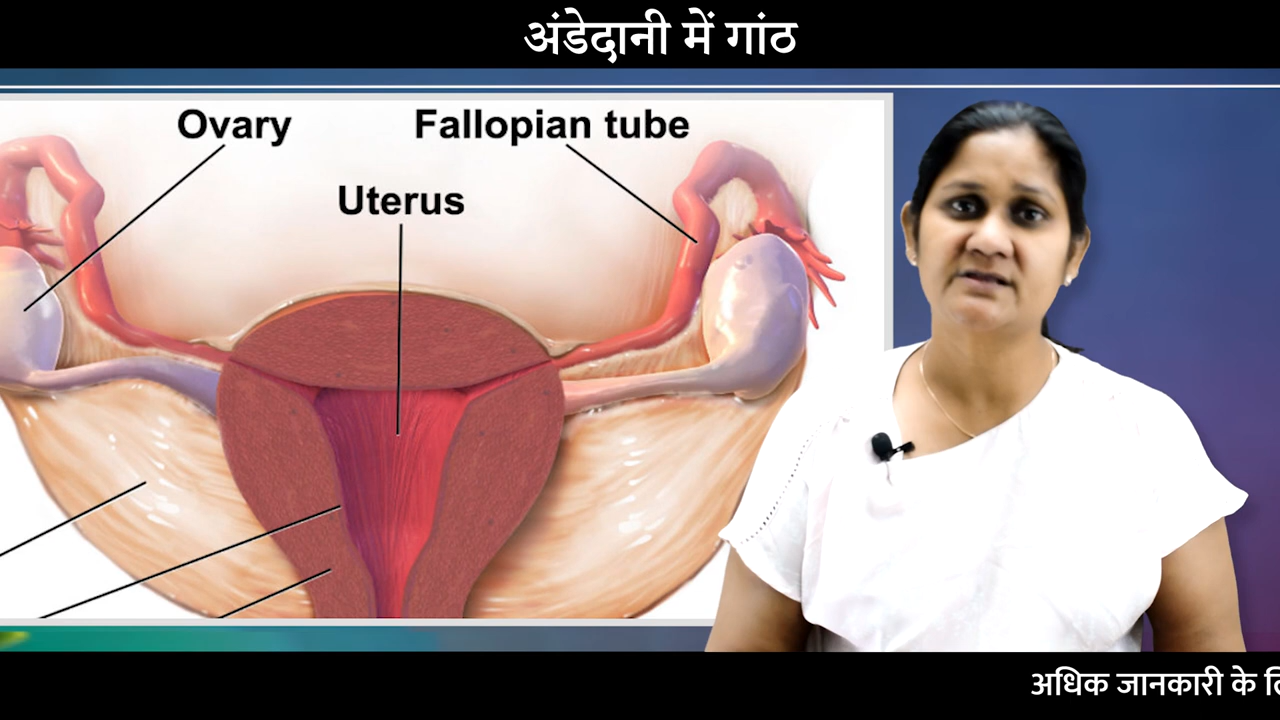 अंडेदानी में गांठ
Ovary
Fallopian tube
Uterus
अधिक जानकारी के